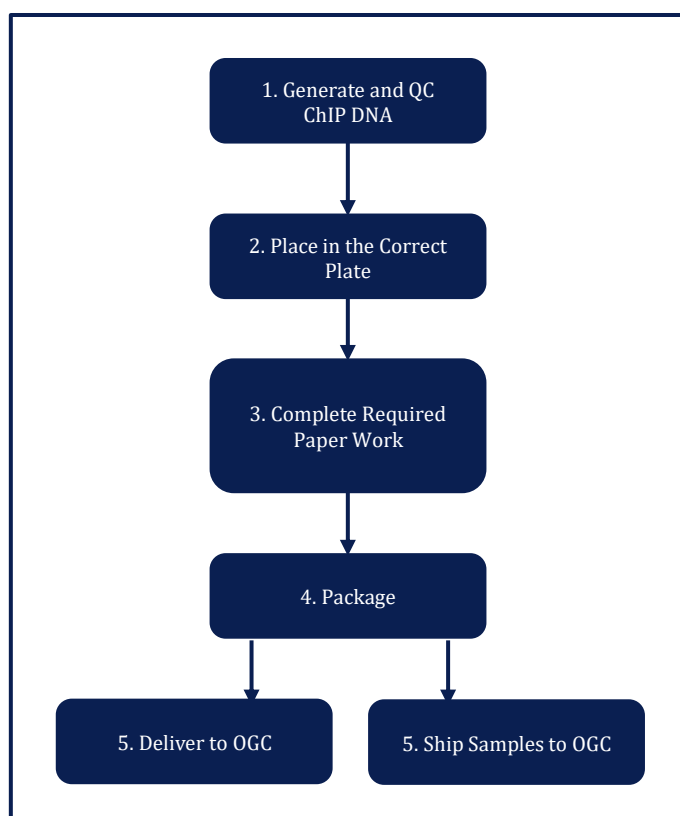 1. Generate and QC
ChIP DNA
2. Place in the Correct
Plate
3. Complete Required
Paper Work
4. Package
5. Deliver to OGC
5. Ship Samples to OGC